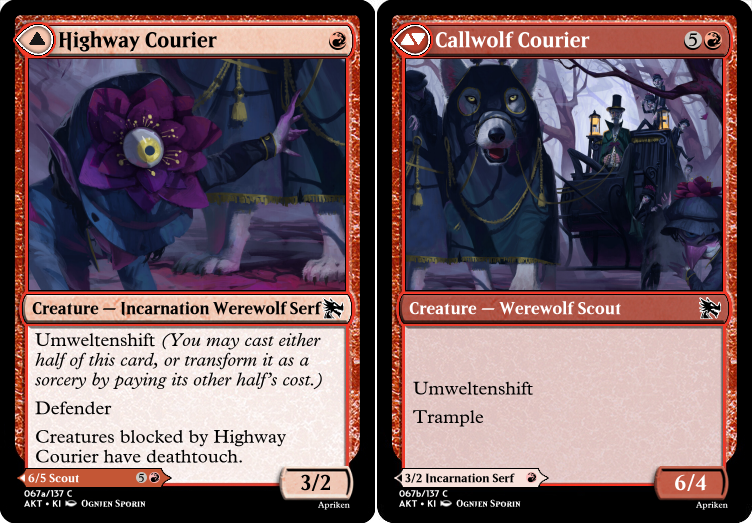 Highway Courier
Creature — Incarnation Werewolf Serf
Umweltenshift (You may cast either
half of this card, or transform it as a
sorcery by paying its other half's cost.)
Defender
Creatures blocked by Highway
Courier have deathtouch.
6/5 Scout 5
3/2
067a/137 C
AKT • KI Ognjen Sporin
Apriken
Callwolf Courier 5
Creature — Werewolf Scout
Umweltenshift
Trample
3/2 Incarnation Serf
6/4
067b/137 C
AKT • KI Ognjen Sporin
Apriken